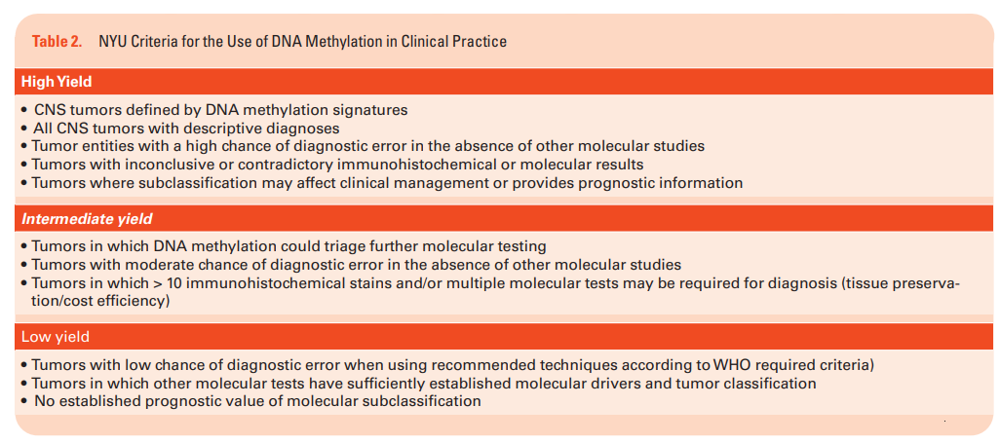 Table 2. NYU Criteria for the Use of DNA Methylation in Clinical Practice
High Yield
• CNS tumors defined by DNA methylation signatures
• All CNS tumors with descriptive diagnoses
• Tumor entities with a high chance of diagnostic error in the absence of other molecular studies
• Tumors with inconclusive or contradictory immunohistochemical or molecular results
• Tumors where subclassification may affect clinical management or provides prognostic information
Intermediate yield
• Tumors in which DNA methylation could triage further molecular testing
• Tumors with moderate chance of diagnostic error in the absence of other molecular studies
• Tumors in which > 10 immunohistochemical stains and/or multiple molecular tests may be required for diagnosis (tissue preserva-
tion/cost efficiency)
Low yield
• Tumors with low chance of diagnostic error when using recommended techniques according to WHO required criteria)
• Tumors in which other molecular tests have sufficiently established molecular drivers and tumor classification
• No established prognostic value of molecular subclassification